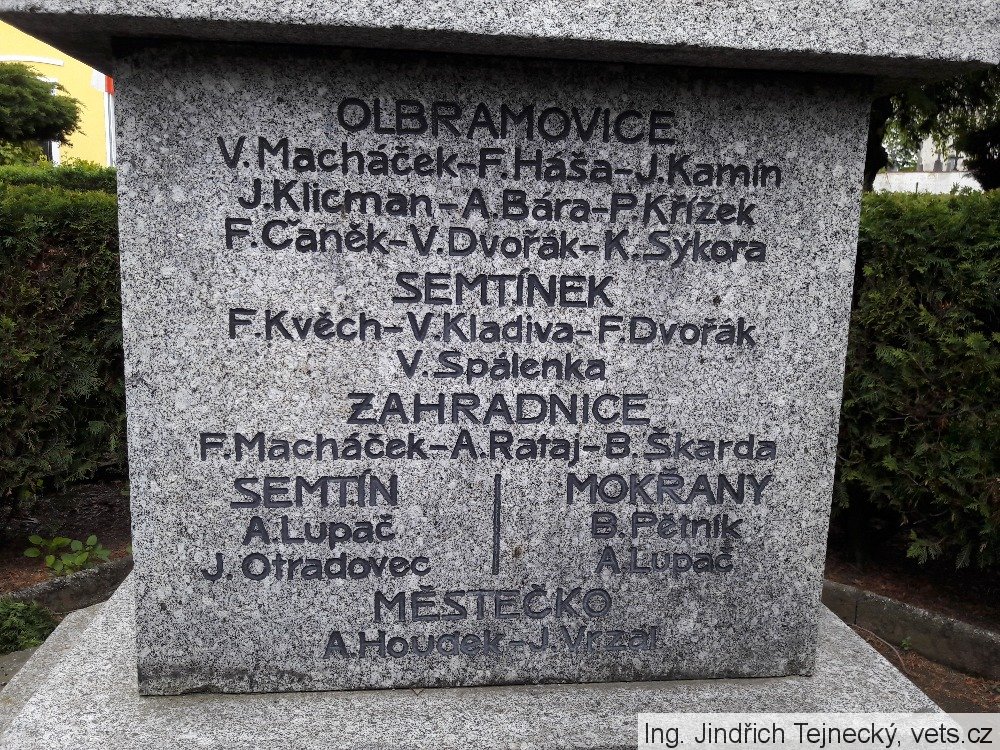 OLBRAMOVICE
V. Macháček-F. Háša-J. Kamín
J. Klicman-A. Bára-P. Křížek
F. Čaněk-V. Dvořák-K. Sýkora
SEMTÍNEK
F. Kvěch-V. Kladiva-F. Dvořák
V. Spálenka
ZAHRADNICE
F. Macháček-A. Rataj-B. Škarda
SEMTÍN
A. Lupač
J. Otradovec
MOKŘANY
B. Pětník
A. Lupač
MĚSTEČKO
A. Houdek-J. Vrzal
Ing. Jindřich Tejnecký, vets.cz